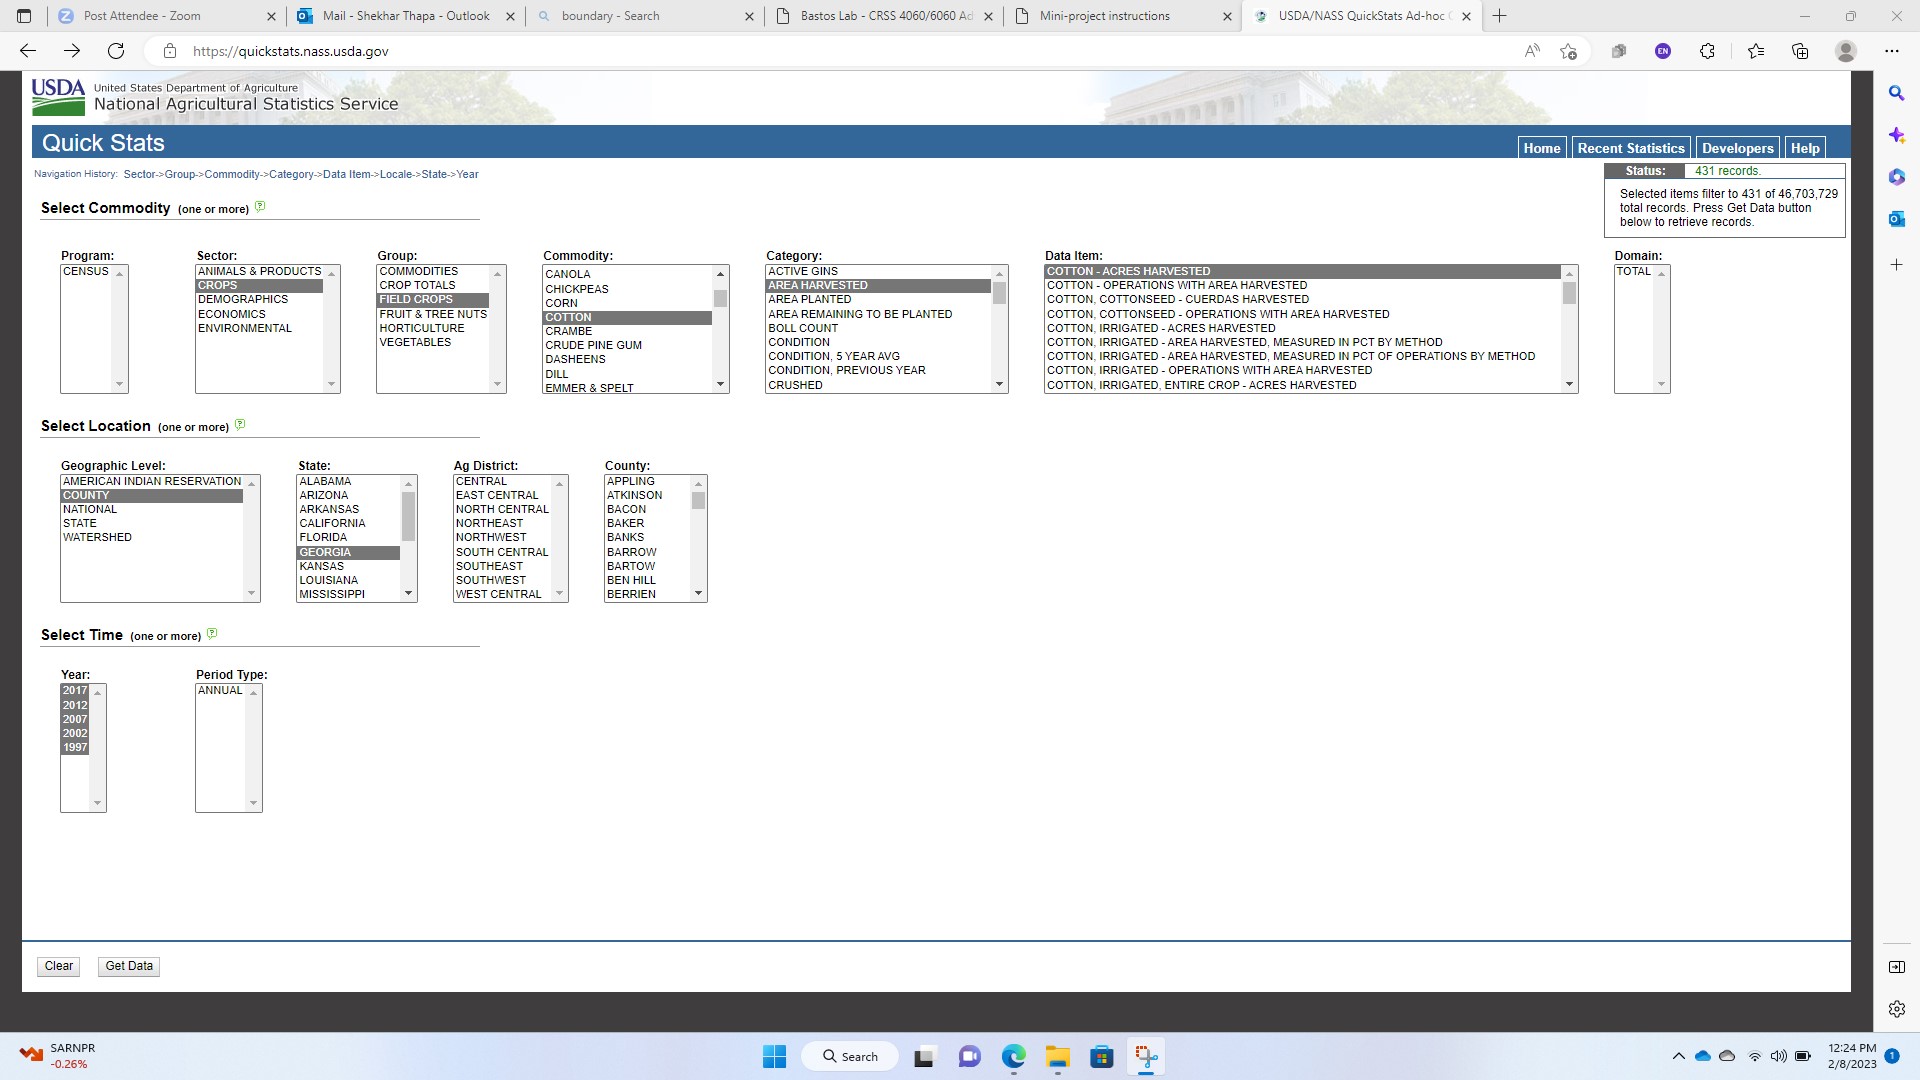 Post Attendee - Zoom
Mail - Shekhar Thapa - Outlook
boundary - Search
Bastos Lab - CRSS 4060/6060 Ad
Mini-project instructions
USDA/NASS QuickStats Ad-hoc
https://quickstats.nass.usda.gov
EN
USDA
United States Department of Agriculture
National Agricultural Statistics Service
Quick Stats
Home
Recent Statistics
Developers
Help
Navigation History: Sector->Group->Commodity->Category->Data Item->Locale->State->Year
Status:
431 records.
Selected items filter to 431 of 46,703,729
total records. Press Get Data button
below to retrieve records.
Select Commodity (one or more)
Program:
CENSUS
Sector:
ANIMALS & PRODUCTS
CROPS
DEMOGRAPHICS
ECONOMICS
ENVIRONMENTAL
Group:
COMMODITIES
CROP TOTALS
FIELD CROPS
FRUIT & TREE NUTS
HORTICULTURE
VEGETABLES
Commodity:
CANOLA
CHICKPEAS
CORN
COTTON
CRAMBE
CRUDE PINE GUM
DASHEENS
DILL
EMMER & SPELT
Category:
ACTIVE GINS
AREA HARVESTED
AREA PLANTED
AREA REMAINING TO BE PLANTED
BOLL COUNT
CONDITION
CONDITION, 5 YEAR AVG
CONDITION, PREVIOUS YEAR
CRUSHED
Data Item:
COTTON - ACRES HARVESTED
COTTON - OPERATIONS WITH AREA HARVESTED
COTTON, COTTONSEED - CUERDAS HARVESTED
COTTON, COTTONSEED - OPERATIONS WITH AREA HARVESTED
COTTON, IRRIGATED - ACRES HARVESTED
COTTON, IRRIGATED - AREA HARVESTED, MEASURED IN PCT BY METHOD
COTTON, IRRIGATED - AREA HARVESTED, MEASURED IN PCT OF OPERATIONS BY METHOD
COTTON, IRRIGATED - OPERATIONS WITH AREA HARVESTED
COTTON, IRRIGATED, ENTIRE CROP - ACRES HARVESTED
Domain:
TOTAL
Select Location (one or more)
Geographic Level:
AMERICAN INDIAN RESERVATION
COUNTY
NATIONAL
STATE
WATERSHED
State:
ALABAMA
ARIZONA
ARKANSAS
CALIFORNIA
FLORIDA
GEORGIA
KANSAS
LOUISIANA
MISSISSIPPI
Ag District:
CENTRAL
EAST CENTRAL
NORTH CENTRAL
NORTHEAST
NORTHWEST
SOUTH CENTRAL
SOUTHEAST
SOUTHWEST
WEST CENTRAL
County:
APPLING
ATKINSON
BACON
BAKER
BANKS
BARROW
BARTOW
BEN HILL
BERRIEN
Select Time (one or more)
Year:
2017
2012
2007
2002
1997
Period Type:
ANNUAL
Clear
Get Data
SARNPR
-0.26%
Search
12:24 PM
2/8/2023
1